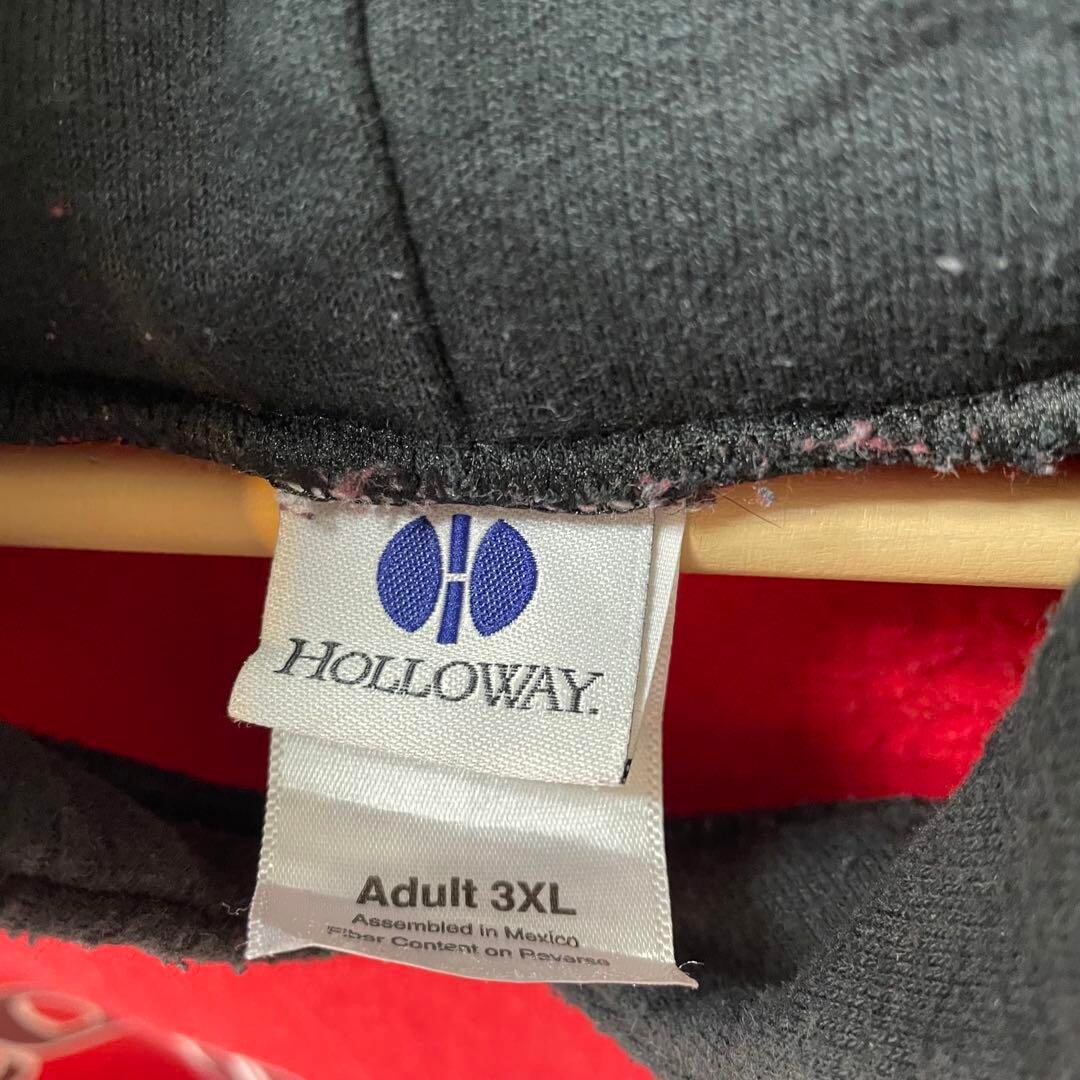 HOLLOWAY.
Adult 3XL
Assembled in Mexico
Fiber Content on Reverse